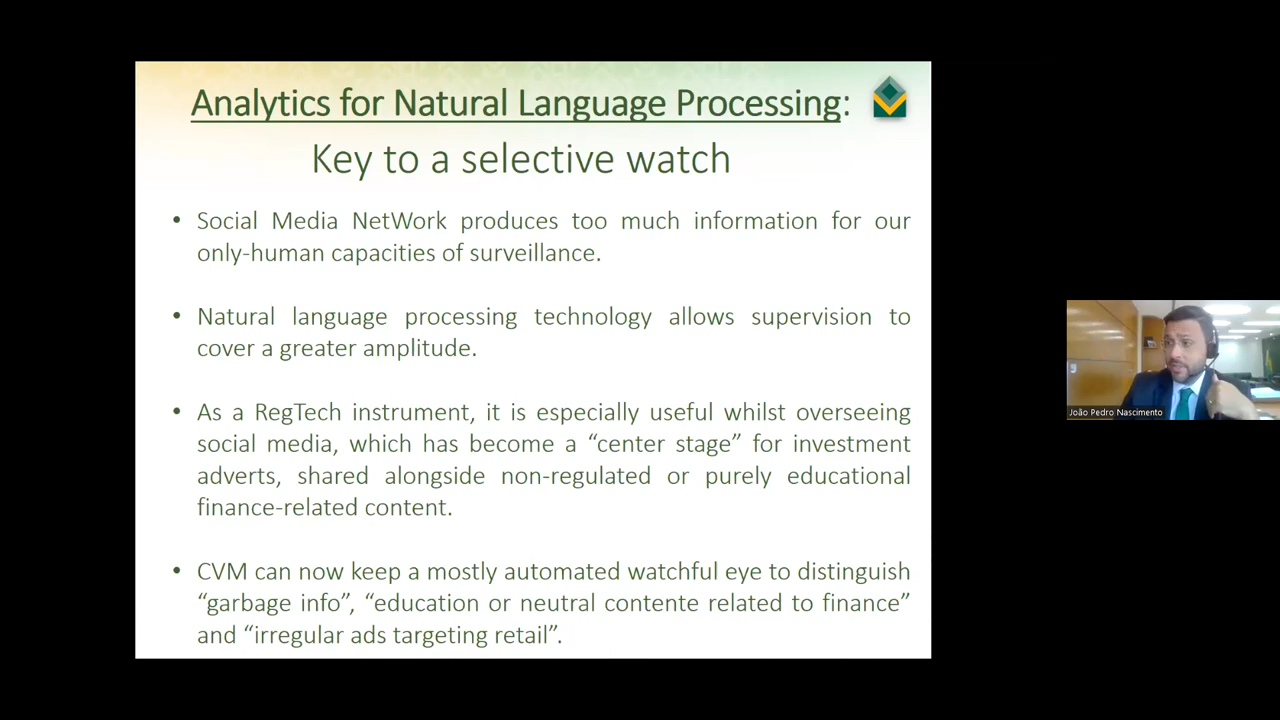 Analytics for Natural Language Processing:
Key to a selective watch
• Social Media NetWork produces too much information for our
only-human capacities of surveillance.
• Natural language processing technology allows supervision to
cover a greater amplitude.
• As a RegTech instrument, it is especially useful whilst overseeing
social media, which has become a “center stage” for investment
adverts, shared alongside non-regulated or purely educational
finance-related content.
• CVM can now keep a mostly automated watchful eye to distinguish
“garbage info”, “education or neutral contente related to finance”
and “irregular ads targeting retail”.
João Pedro Nascimento